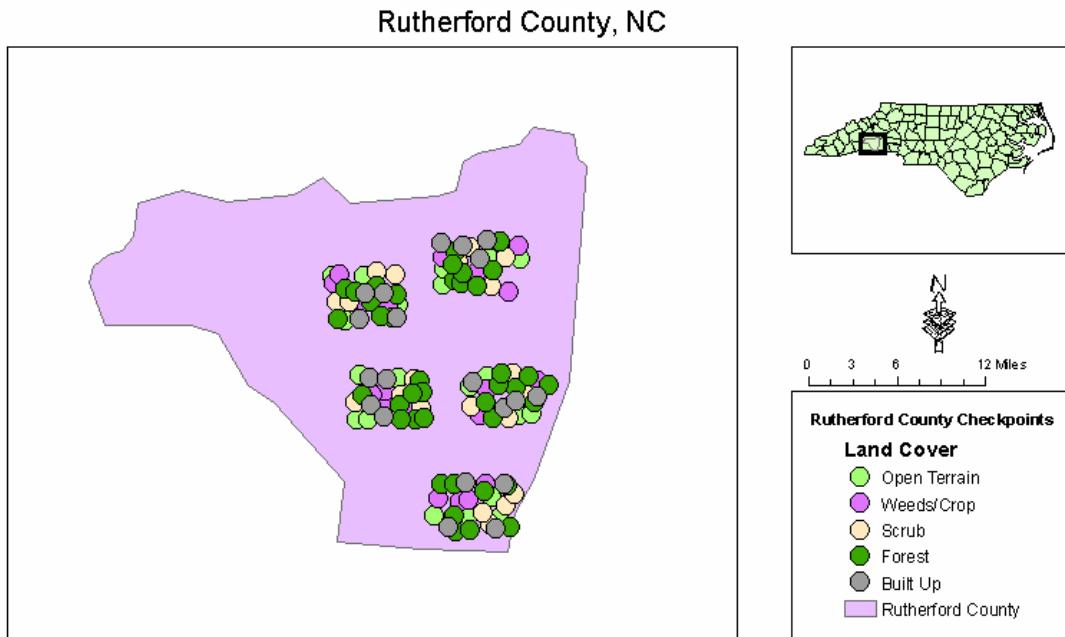 Rutherford County, NC
N
0 3 6 12 Miles
Rutherford County Checkpoints
Land Cover
Open Terrain
Weeds/Crop
Scrub
Forest
Built Up
Rutherford County